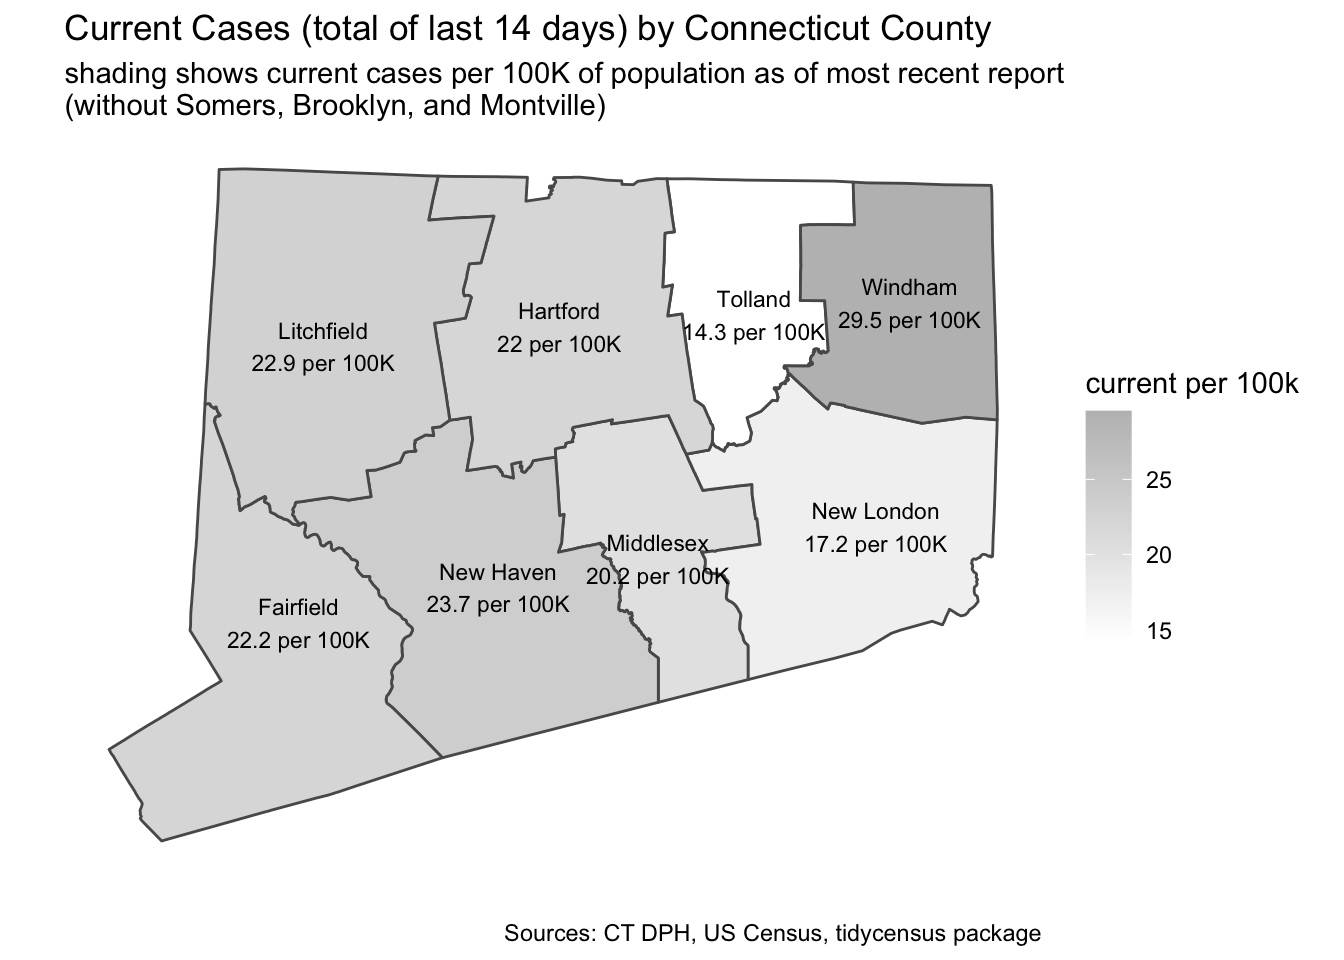 Current Cases (total of last 14 days) by Connecticut County
shading shows current cases per 100K of population as of most recent report
(without Somers, Brooklyn, and Montville)
Litchfield
22.9 per 100K
Hartford
22 per 100K
Tolland
14.3 per 100K
Windham
29.5 per 100K
New London
17.2 per 100K
Middlesex
20.2 per 100K
New Haven
23.7 per 100K
Fairfield
22.2 per 100K
current per 100k
25
20
15
Sources: CT DPH, US Census, tidycensus package